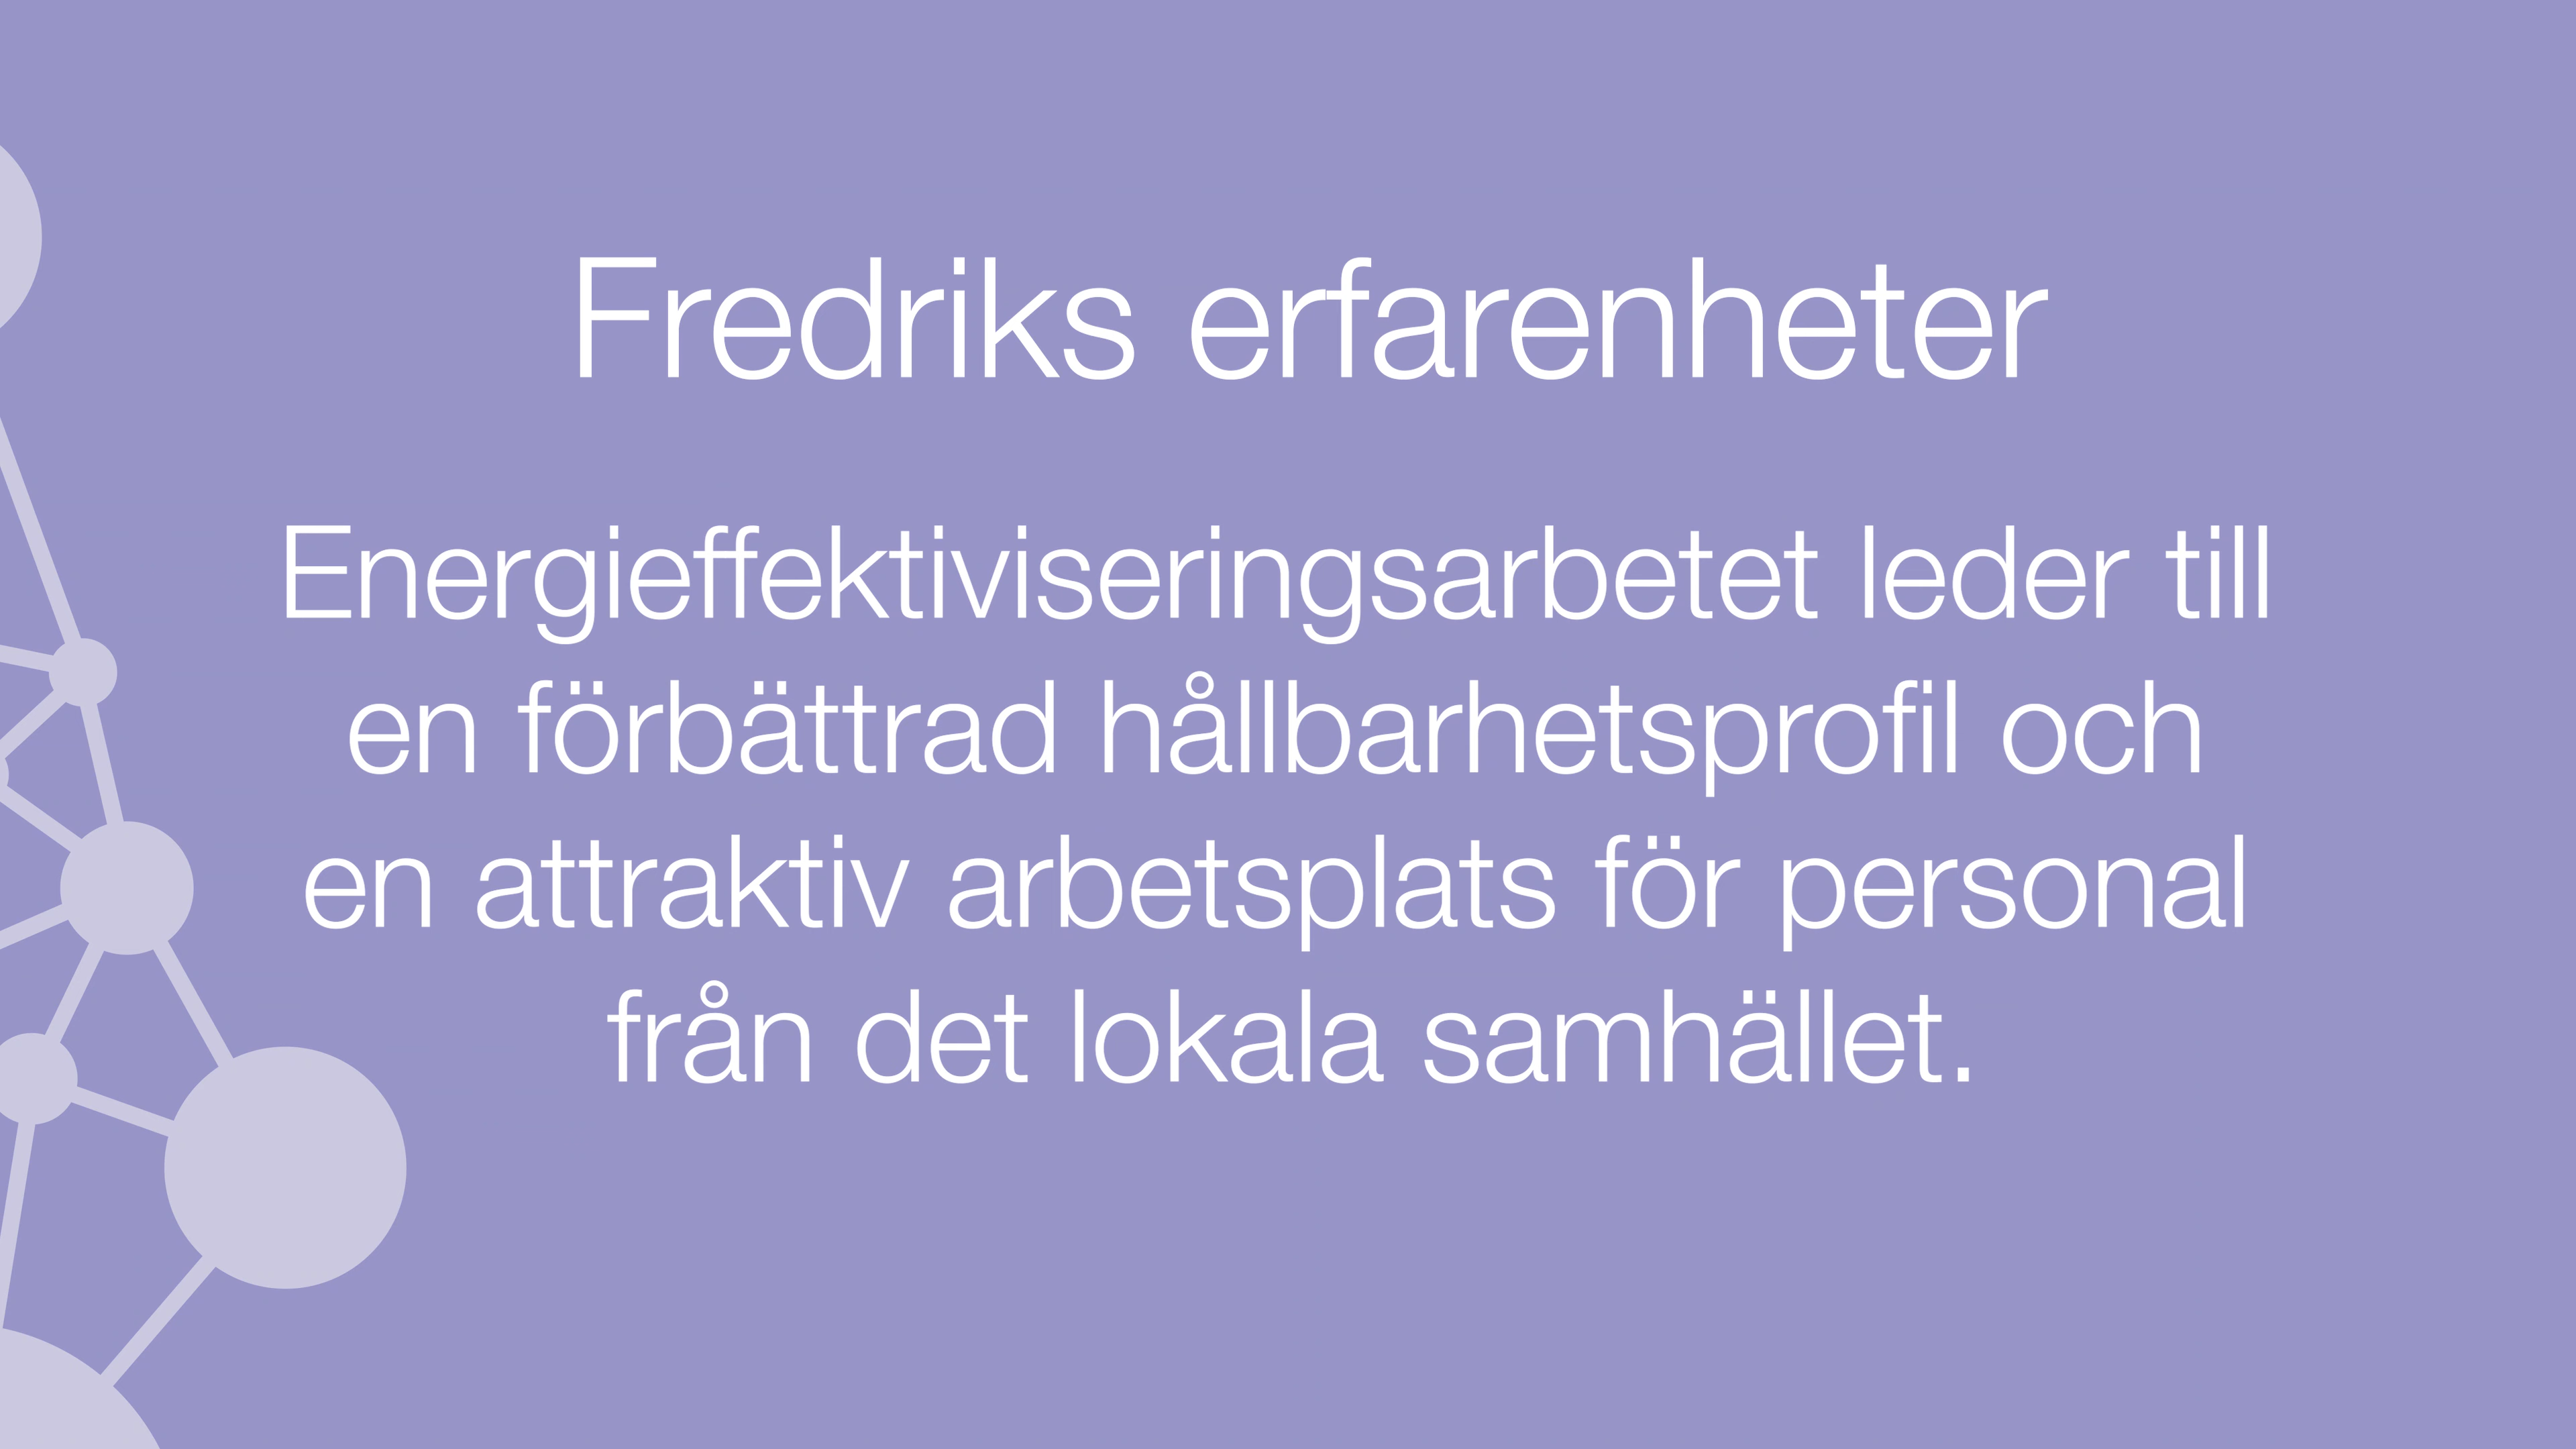 Fredriks erfarenheter
Energieffektiviseringsarbetet leder till
en förbättrad hållbarhetsprofil och
en attraktiv arbetsplats för personal
från det lokala samhället.